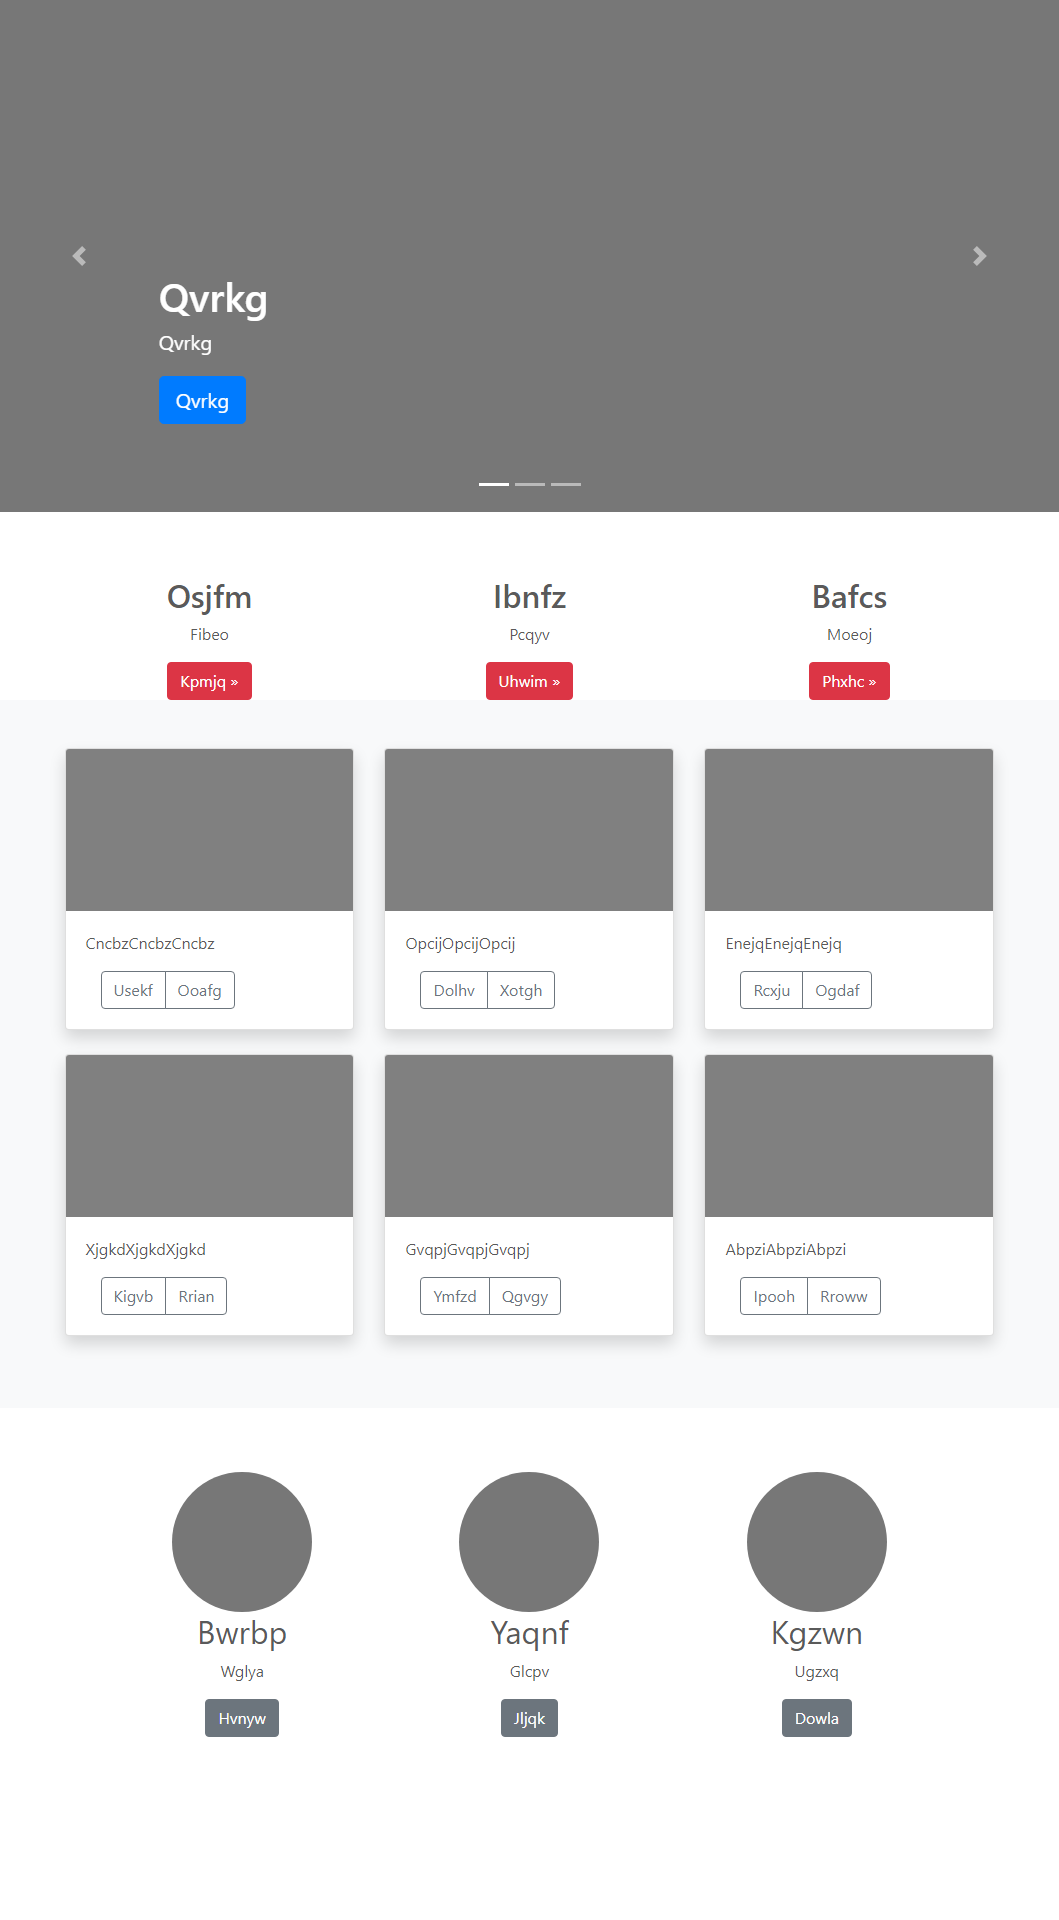 Qvrkg
Qvrkg
Qvrkg
Osjfm
Fibeo
Kpmjq »
Ibnfz
Pcqyv
Uhwim »
Bafcs
Moeoj
Phxhc »
CncbzCncbzCncbz
Usekf Ooafg
OpcijOpcijOpcij
Dolhv Xotgh
EnejqEnejqEnejq
Rcxju Ogdaf
XjgkdXjgkdXjgkd
Kigvb Rrian
GvqpjGvqpjGvqpj
Ymfzd Qgvgy
AbpziAbpziAbpzi
Ipooh Rroww
Bwrbp
Wglya
Hvnyw
Yaqnf
Glcpv
Jljqk
Kgzwn
Ugzxq
Dowla